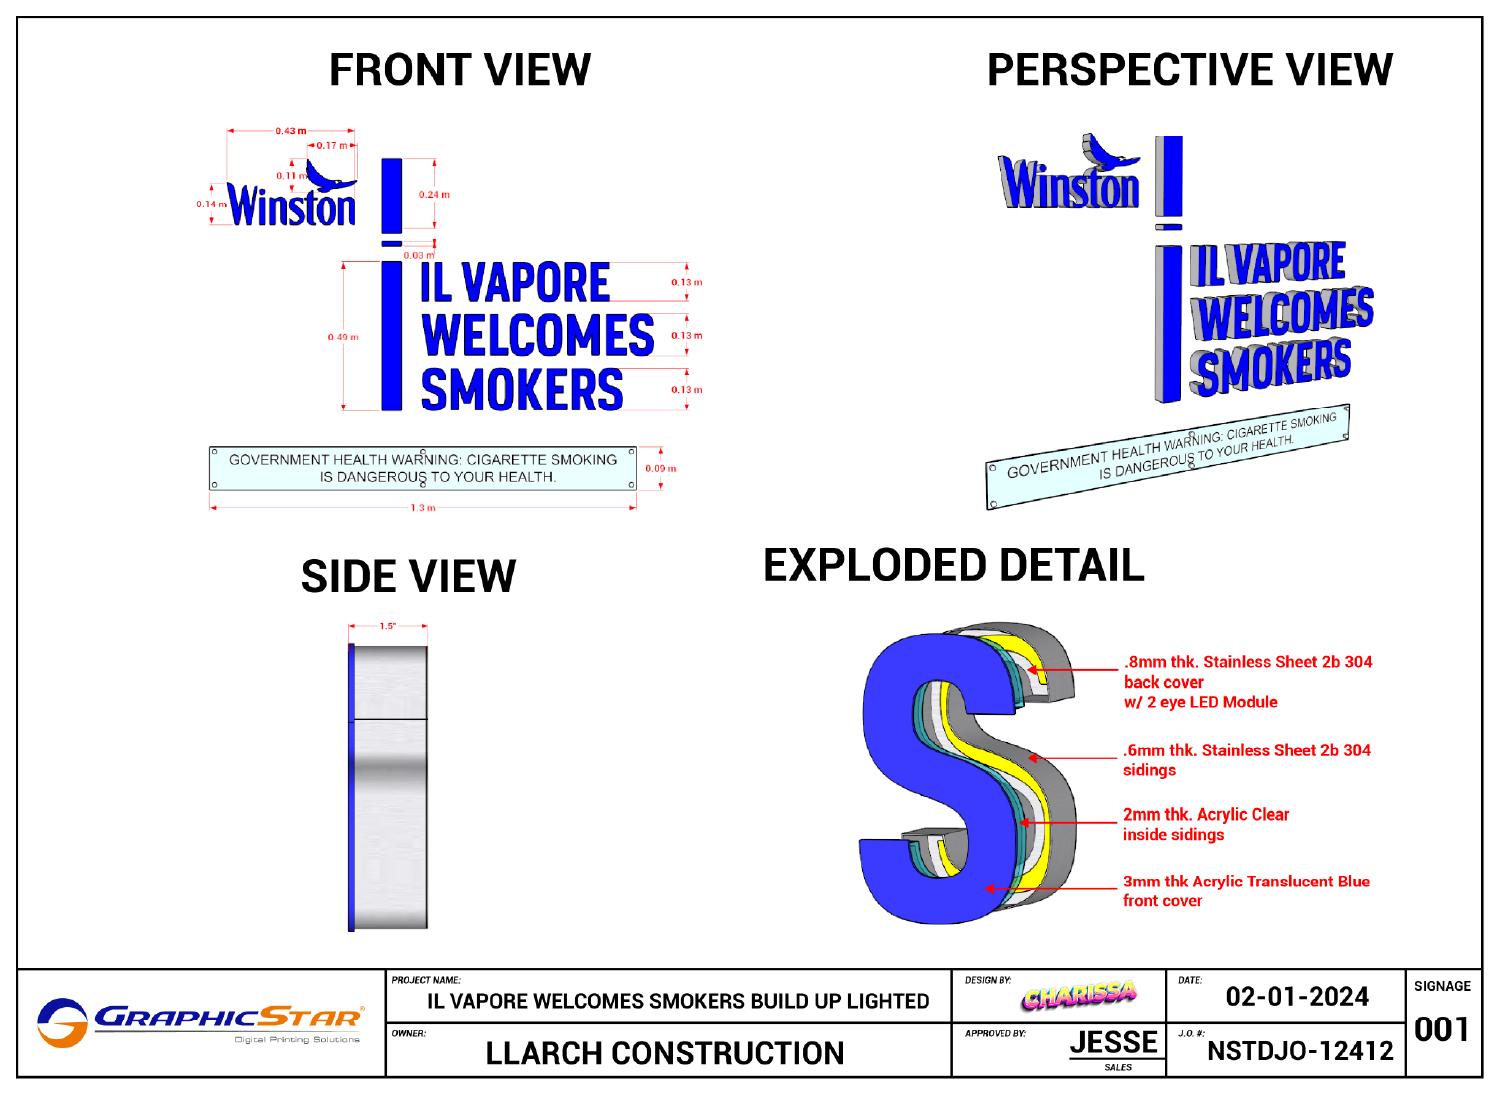 FRONT VIEW
PERSPECTIVE VIEW
0.43 m
0.17 m
0.11 m
0.14 m
Winston
0.24 m
0.03 m
0.49 m
IL VAPORE
WELCOMES
SMOKERS
0.13 m
0.13 m
0.13 m
GOVERNMENT HEALTH WARNING: CIGARETTE SMOKING
IS DANGEROUS TO YOUR HEALTH.
0.09 m
1.3 m
Winston
IL VAPORE
WELCOMES
SMOKERS
GOVERNMENT HEALTH WARNING: CIGARETTE SMOKING
IS DANGEROUS TO YOUR HEALTH.
SIDE VIEW
1.5"
EXPLODED DETAIL
.8mm thk. Stainless Sheet 2b 304
back cover
w/ 2 eye LED Module
.6mm thk. Stainless Sheet 2b 304
sidings
2mm thk. Acrylic Clear
inside sidings
3mm thk Acrylic Translucent Blue
front cover
GRAPHICSTAR®
Digital Printing Solutions
PROJECT NAME:
IL VAPORE WELCOMES SMOKERS BUILD UP LIGHTED
OWNER:
LLARCH CONSTRUCTION
DESIGN BY:
CHARISSA
APPROVED BY:
JESSE
SALES
DATE:
02-01-2024
J.O. #:
NSTDJO-12412
SIGNAGE
001